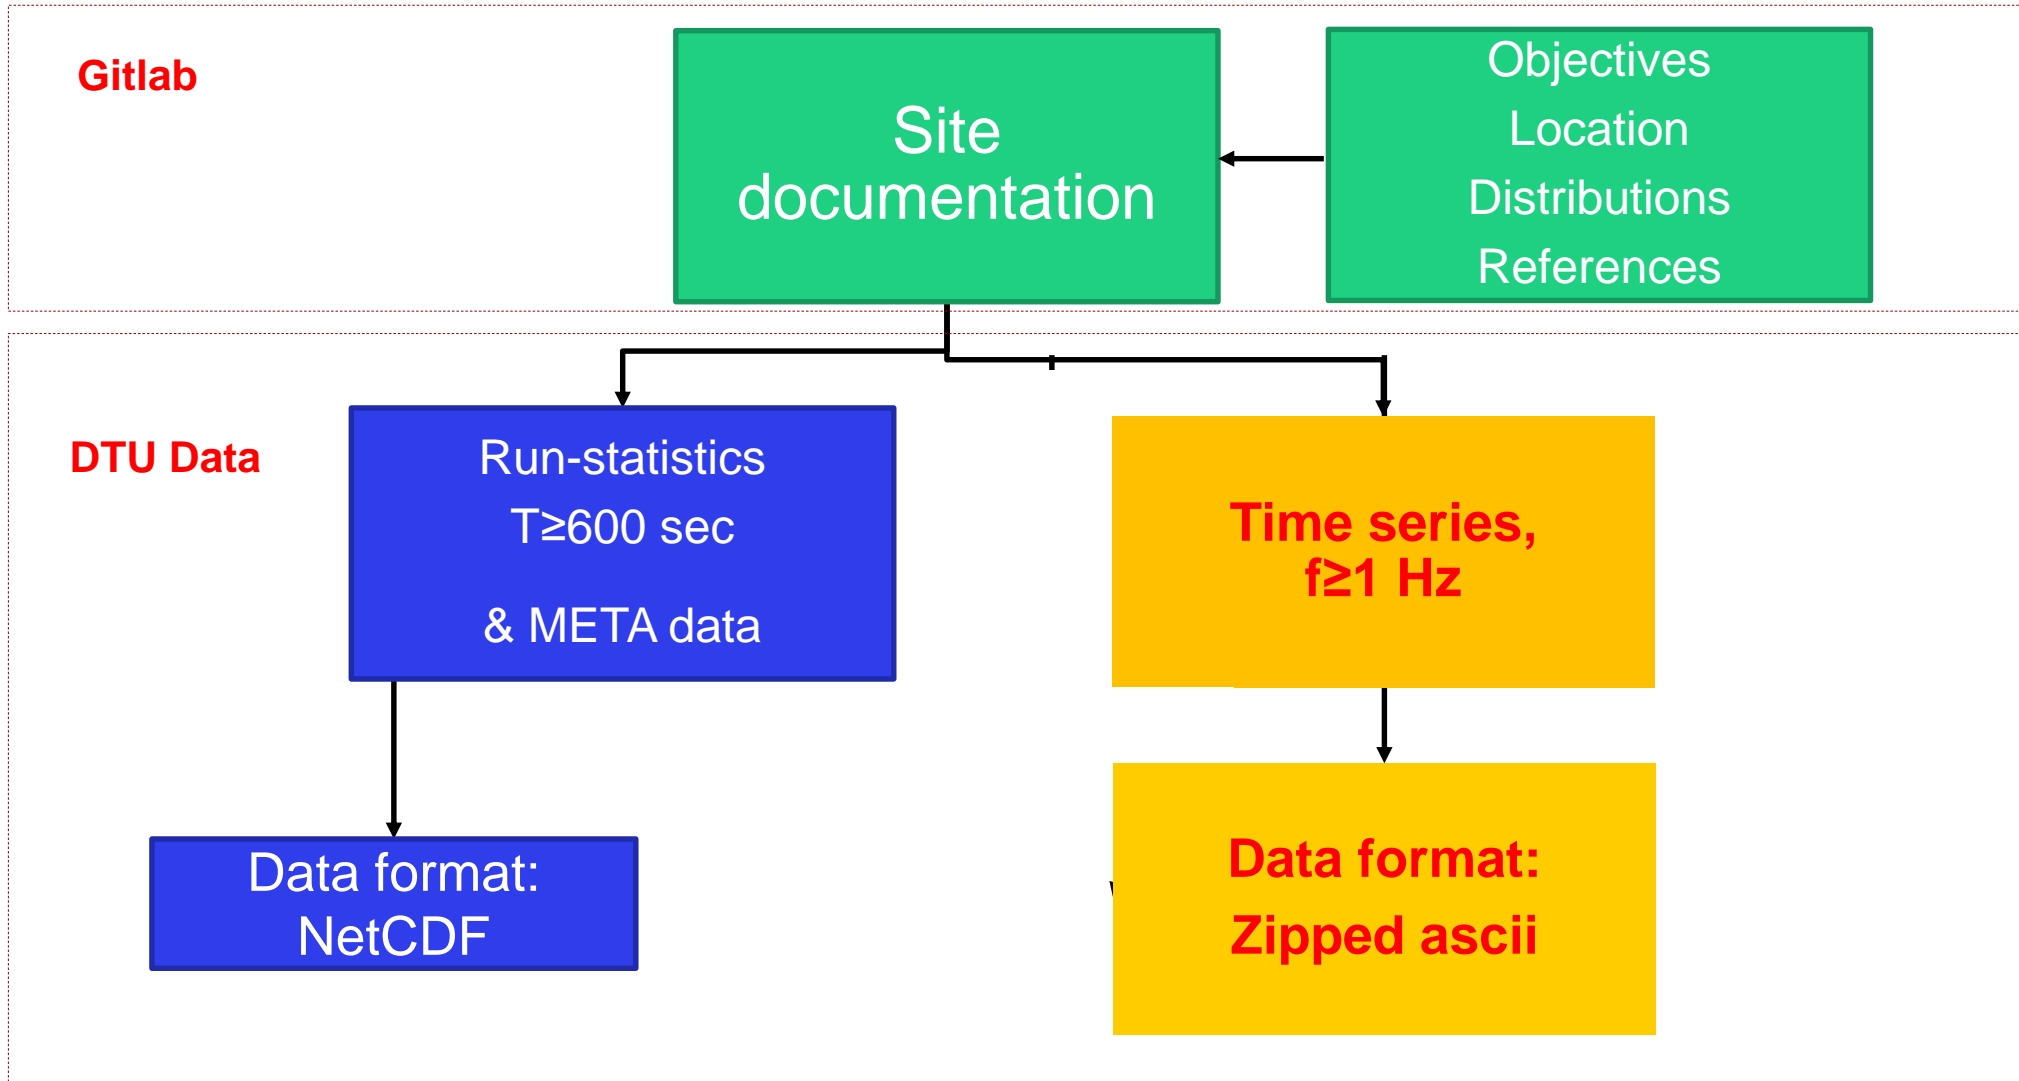 Gitlab
Site
documentation
Objectives
Location
Distributions
References
DTU Data
Run-statistics
T≥600 sec
& META data
Time series,
f≥1 Hz
Data format:
NetCDF
Data format:
Zipped ascii